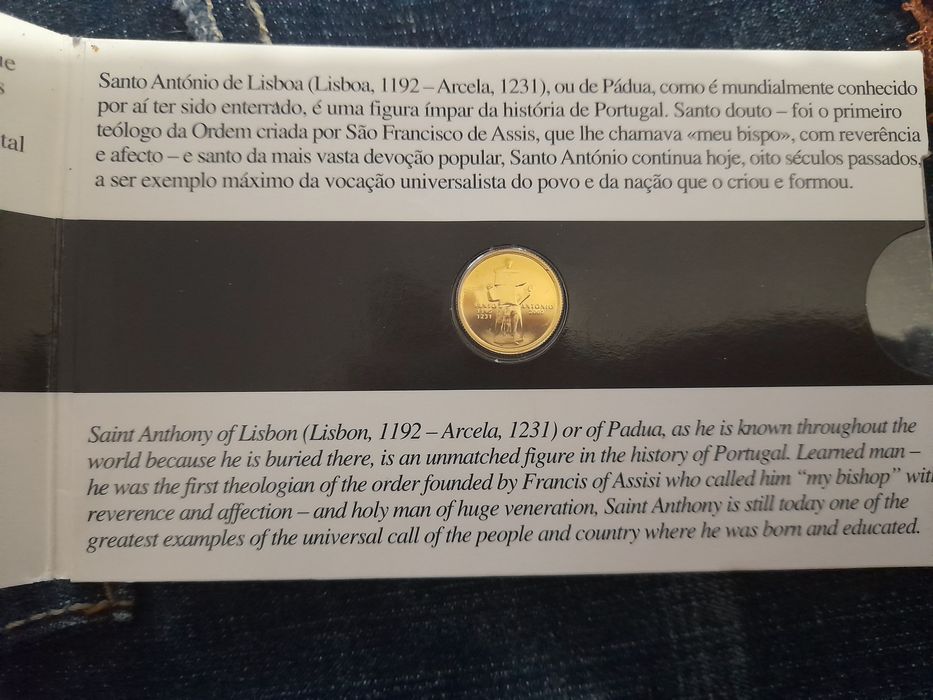 tal
Santo António de Lisboa (Lisboa, 1192 – Arcela, 1231), ou de Pádua, como é mundialmente conhecido
por aí ter sido enterrado, é uma figura ímpar da história de Portugal. Santo douto – foi o primeiro
teólogo da Ordem criada por São Francisco de Assis, que lhe chamava «meu bispo», com reverência
e afecto – e santo da mais vasta devoção popular, Santo António continua hoje, oito séculos passados,
a ser exemplo máximo da vocação universalista do povo e da nação que o criou e formou.
SANTO ANTÓNIO
1231
Saint Anthony of Lisbon (Lisbon, 1192 – Arcela, 1231) or of Padua, as he is known throughout the
world because he is buried there, is an unmatched figure in the history of Portugal. Learned man –
he was the first theologian of the order founded by Francis of Assisi who called him “my bishop” with
reverence and affection – and holy man of huge veneration, Saint Anthony is still today one of the
greatest examples of the universal call of the people and country where he was born and educated.